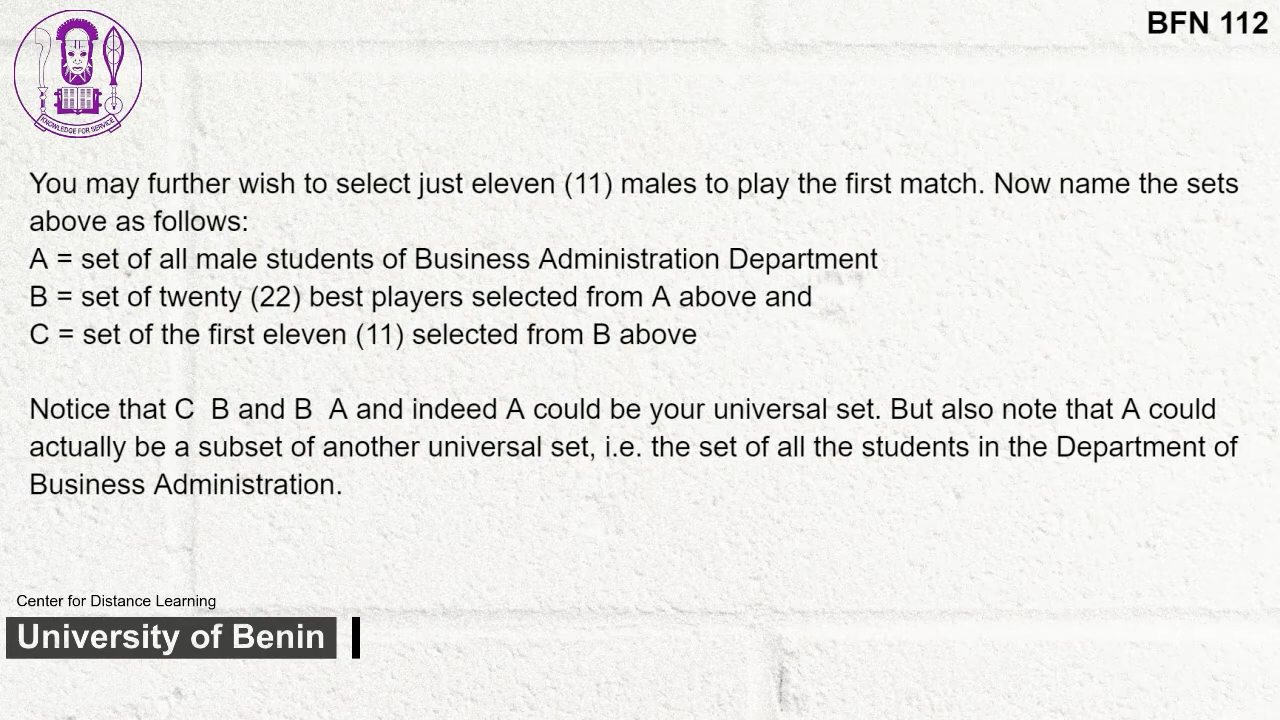 BFN 112
KNOWLEDGE FOR SERVICE
You may further wish to select just eleven (11) males to play the first match. Now name the sets
above as follows:
A = set of all male students of Business Administration Department
B = set of twenty (22) best players selected from A above and
C = set of the first eleven (11) selected from B above
Notice that C  B and B  A and indeed A could be your universal set. But also note that A could
actually be a subset of another universal set, i.e. the set of all the students in the Department of
Business Administration.
Center for Distance Learning
University of Benin